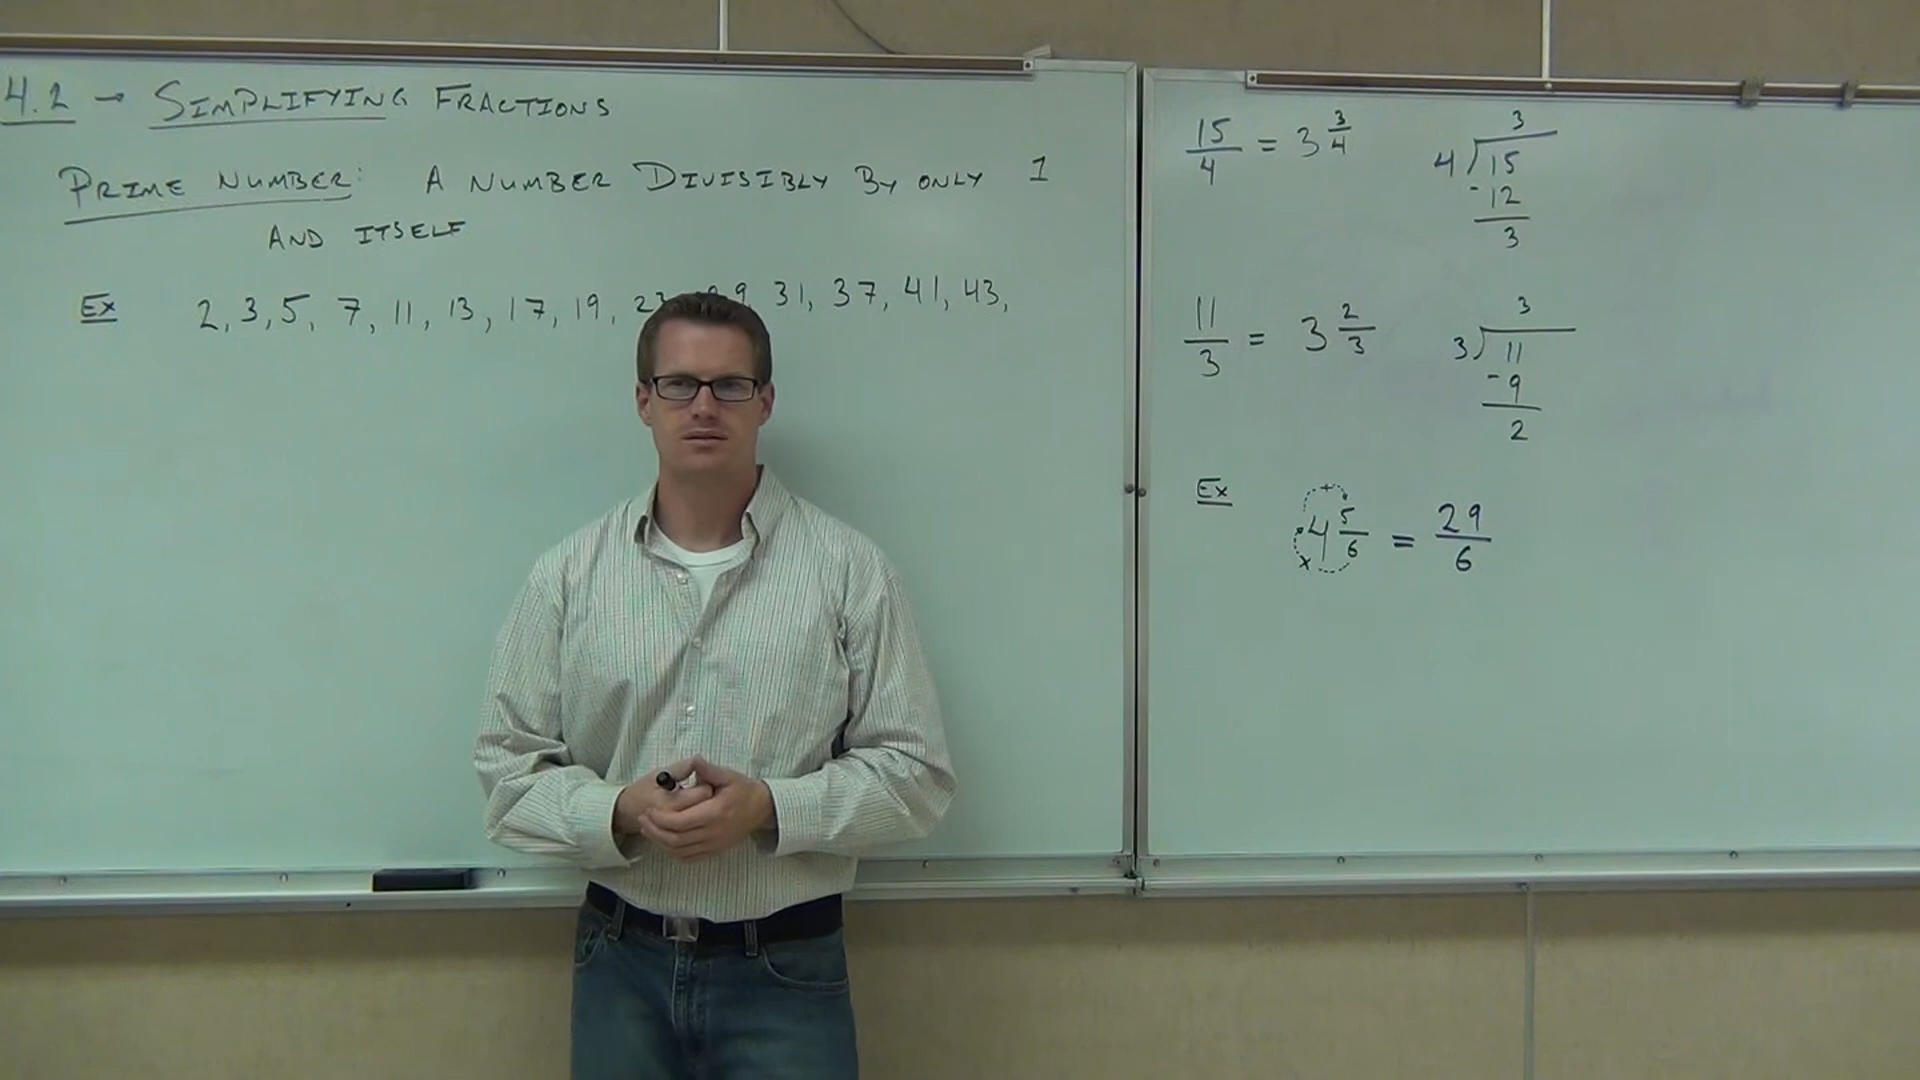 4.2 → SIMPLIFYING FRACTIONS
PRIME NUMBER: A NUMBER DIVISIBLY BY ONLY 1
AND ITSELF
Ex 2, 3, 5, 7, 11, 13, 17, 19, 23 29, 31, 37, 41, 43,
15/4 = 3 3/4
3
4)15
-12
3
11/3 = 3 2/3
3
3)11
-9
2
Ex 4 5/6 = 29/6
+
x